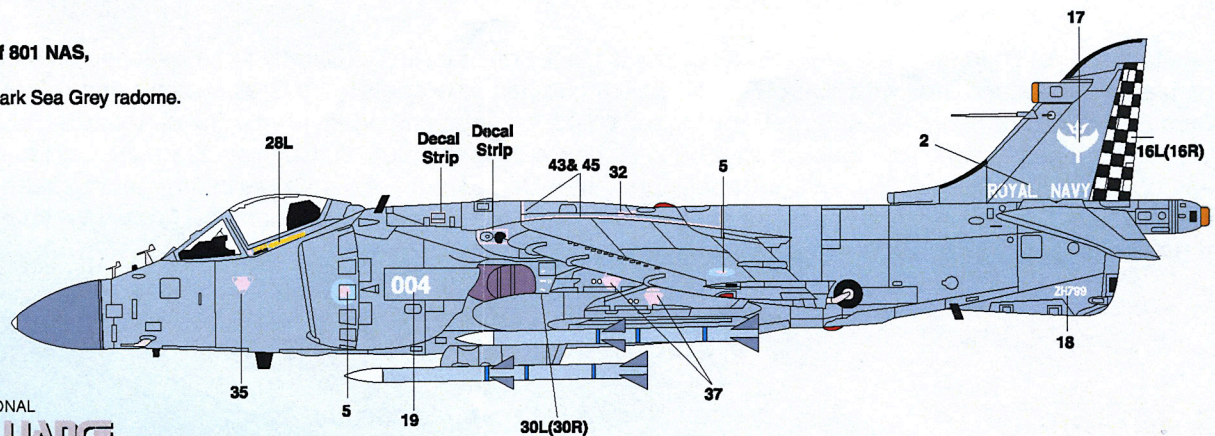 801 NAS,
ark Sea Grey radome.
17
28L
Decal
Strip
Decal
Strip
43& 45
32
5
2
16L(16R)
ROYAL NAVY
004
ZH799
18
35
5
19
37
30L(30R)
ONAL